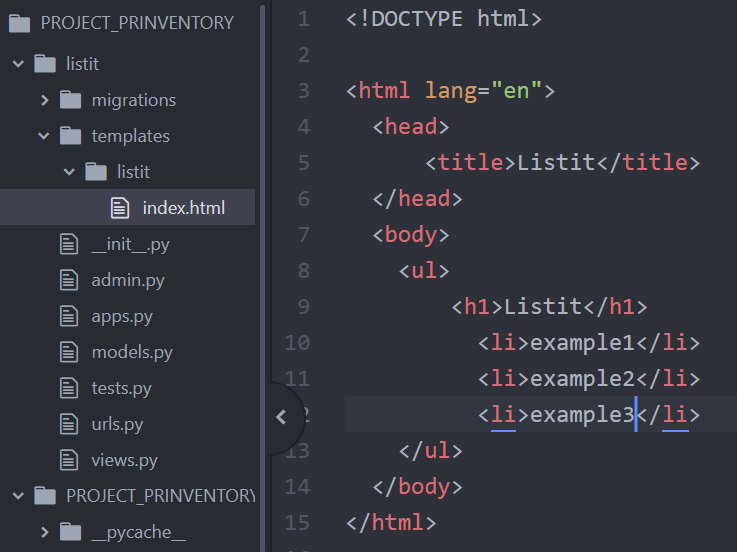 PROJECT_PRINVENTORY
listit
migrations
templates
listit
index.html
__init__.py
admin.py
apps.py
models.py
tests.py
urls.py
views.py
PROJECT_PRINVENTORY
__pycache__
1 <!DOCTYPE html>
2
3 <html lang="en">
4   <head>
5       <title>Listit</title>
6   </head>
7   <body>
8     <ul>
9         <h1>Listit</h1>
10           <li>example1</li>
11           <li>example2</li>
2           <li>example3</li>
13     </ul>
14   </body>
15 </html>